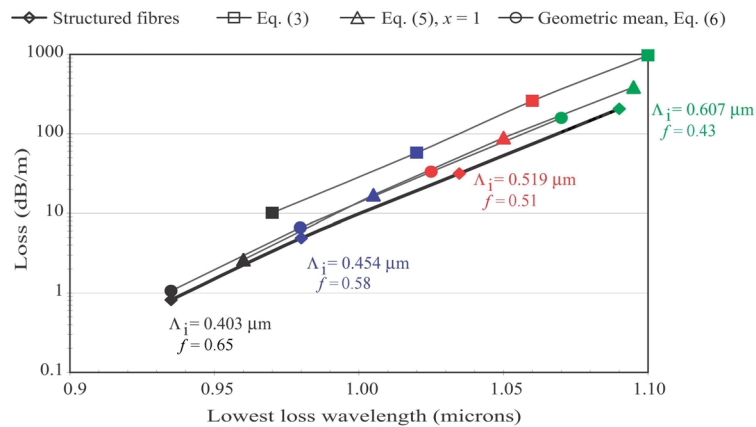 Structured fibres Eq. (3) Eq. (5), x = 1 Geometric mean, Eq. (6)
1000
100
10
1
0.1
Loss (dB/m)
Λi= 0.607 µm
f = 0.43
Λi= 0.519 µm
f = 0.51
Λi= 0.454 µm
f = 0.58
Λi= 0.403 µm
f = 0.65
0.9 0.95 1.00 1.05 1.10
Lowest loss wavelength (microns)